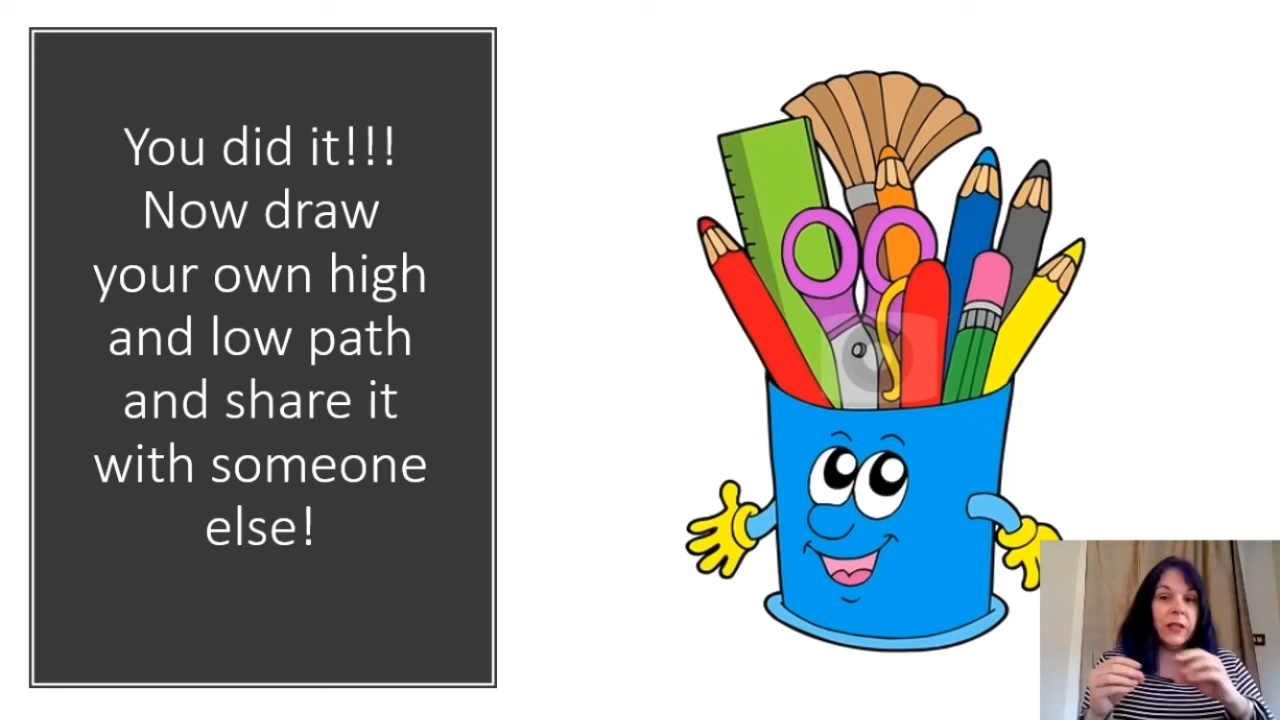 You did it!!!
Now draw
your own high
and low path
and share it
with someone
else!